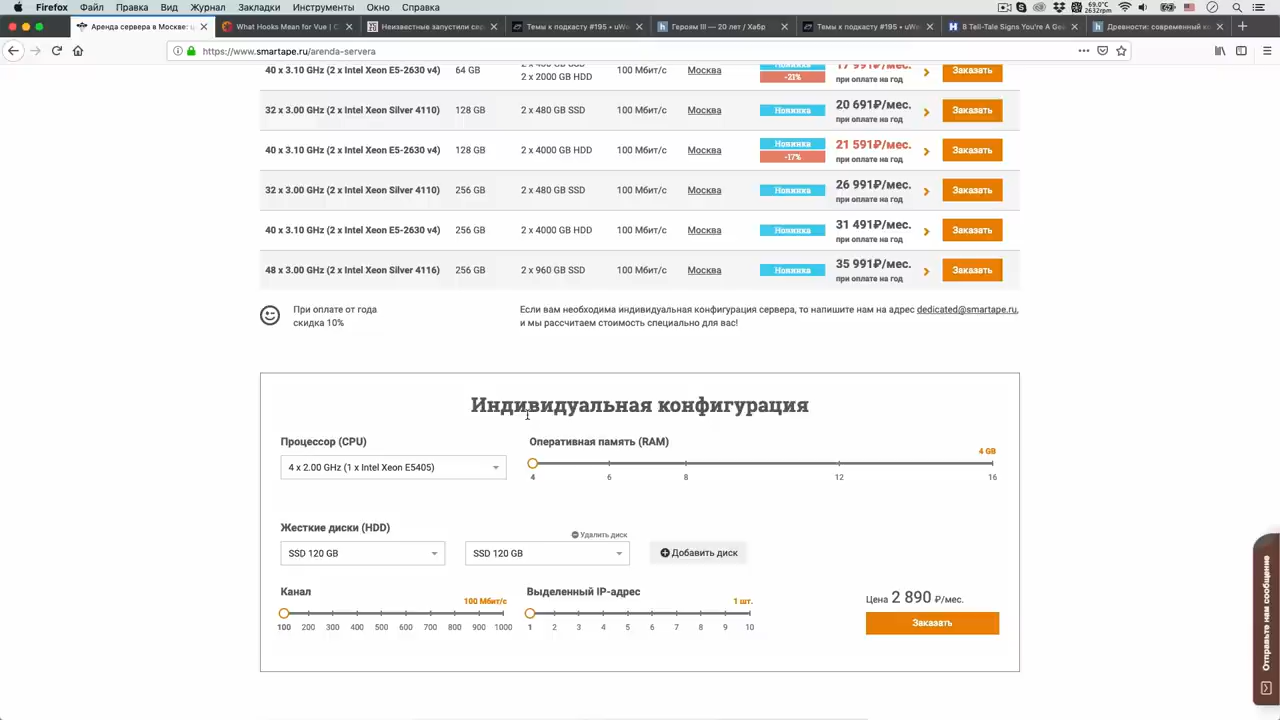 Firefox Файл Правка Вид Журнал Закладки Инструменты Окно Справка 69.0°C 2632rpm
Аренда сервера в Москве: ц What Hooks Mean for Vue | C Неизвестные запустили сер Темы к подкасту #195 • uWe Героям III — 20 лет / Хабр Темы к подкасту #195 • uWe 8 Tell-Tale Signs You're A Ge Древности: современный к
https://www.smartape.ru/arenda-servera
40 x 3.10 GHz (2 x Intel Xeon E5-2630 v4) 64 GB 2 x 480 GB SSD 2 x 2000 GB HDD 100 Мбит/с Москва Новинка -21% 17 991₽/мес. при оплате на год Заказать
32 x 3.00 GHz (2 x Intel Xeon Silver 4110) 128 GB 2 x 480 GB SSD 100 Мбит/с Москва Новинка 20 691₽/мес. при оплате на год Заказать
40 x 3.10 GHz (2 x Intel Xeon E5-2630 v4) 128 GB 2 x 4000 GB HDD 100 Мбит/с Москва Новинка -17% 21 591₽/мес. при оплате на год Заказать
32 x 3.00 GHz (2 x Intel Xeon Silver 4110) 256 GB 2 x 480 GB SSD 100 Мбит/с Москва Новинка 26 991₽/мес. при оплате на год Заказать
40 x 3.10 GHz (2 x Intel Xeon E5-2630 v4) 256 GB 2 x 4000 GB HDD 100 Мбит/с Москва Новинка 31 491₽/мес. при оплате на год Заказать
48 x 3.00 GHz (2 x Intel Xeon Silver 4116) 256 GB 2 x 960 GB SSD 100 Мбит/с Москва Новинка 35 991₽/мес. при оплате на год Заказать
При оплате от года
скидка 10%
Если вам необходима индивидуальная конфигурация сервера, то напишите нам на адрес dedicated@smartape.ru,
и мы рассчитаем стоимость специально для вас!
Индивидуальная конфигурация
Процессор (CPU) Оперативная память (RAM)
4 GB
4 x 2.00 GHz (1 x Intel Xeon E5405)
4 6 8 12 16
Жесткие диски (HDD)
Удалить диск
SSD 120 GB SSD 120 GB Добавить диск
Канал Выделенный IP-адрес
100 Мбит/с 1 шт.
100 200 300 400 500 600 700 800 900 1000 1 2 3 4 5 6 7 8 9 10
Цена 2 890 ₽/мес.
Заказать
Отправьте нам сообщение